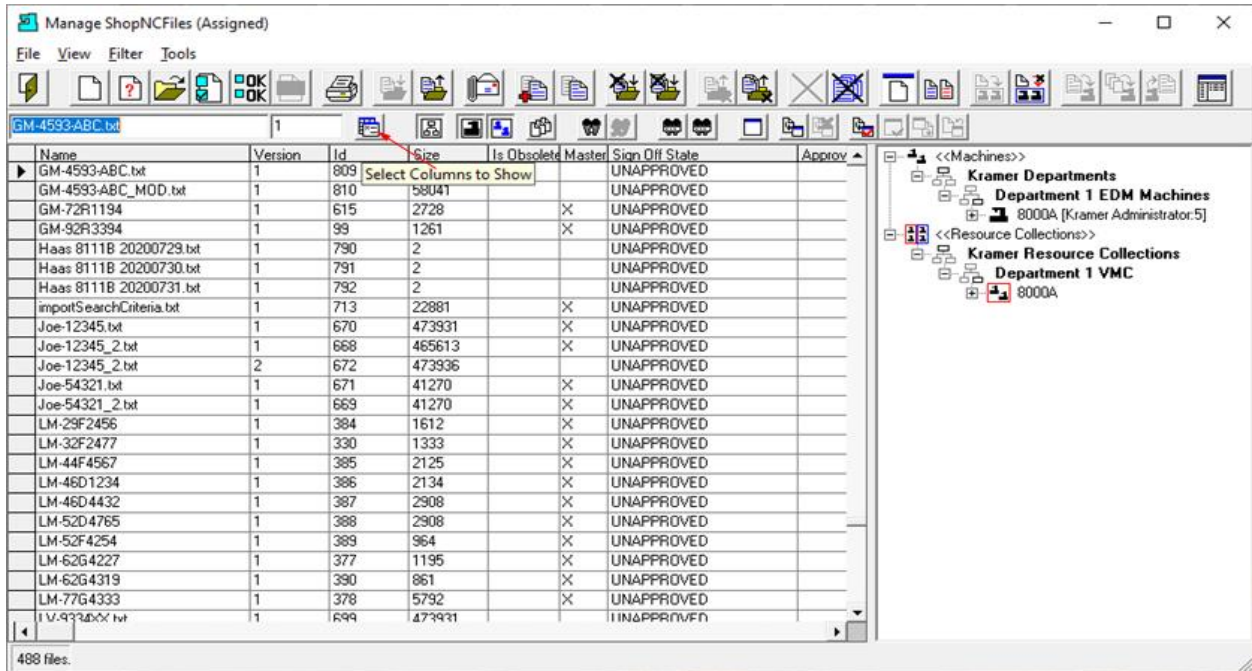 Manage ShopNCFiles (Assigned)
File View Filter Tools
OK
OK
GM-4593-ABC.txt 1
Name Version Id Size Is Obsolete Master Sign Off State Approv
GM-4593-ABC.txt 1 809 UNAPPROVED
Select Columns to Show
GM-4593-ABC_MOD.txt 1 810 58041 UNAPPROVED
GM-72R1194 1 615 2728 X UNAPPROVED
GM-92R3394 1 99 1261 X UNAPPROVED
Haas 8111B 20200729.txt 1 790 2 UNAPPROVED
Haas 8111B 20200730.txt 1 791 2 UNAPPROVED
Haas 8111B 20200731.txt 1 792 2 UNAPPROVED
importSearchCriteria.txt 1 713 22881 X UNAPPROVED
Joe-12345.txt 1 670 473931 X UNAPPROVED
Joe-12345_2.txt 1 668 465613 X UNAPPROVED
Joe-12345_2.txt 2 672 473936 UNAPPROVED
Joe-54321.txt 1 671 41270 X UNAPPROVED
Joe-54321_2.txt 1 669 41270 X UNAPPROVED
LM-29F2456 1 384 1612 X UNAPPROVED
LM-32F2477 1 330 1333 X UNAPPROVED
LM-44F4567 1 385 2125 X UNAPPROVED
LM-46D1234 1 386 2134 X UNAPPROVED
LM-46D4432 1 387 2908 X UNAPPROVED
LM-52D4765 1 388 2908 X UNAPPROVED
LM-52F4254 1 389 964 X UNAPPROVED
LM-62G4227 1 377 1195 X UNAPPROVED
LM-62G4319 1 390 861 X UNAPPROVED
LM-77G4333 1 378 5792 X UNAPPROVED
LV-9334XX.txt 1 699 473931 UNAPPROVED
<<Machines>>
Kramer Departments
Department 1 EDM Machines
8000A [Kramer Administrator:5]
<<Resource Collections>>
Kramer Resource Collections
Department 1 VMC
8000A
488 files.